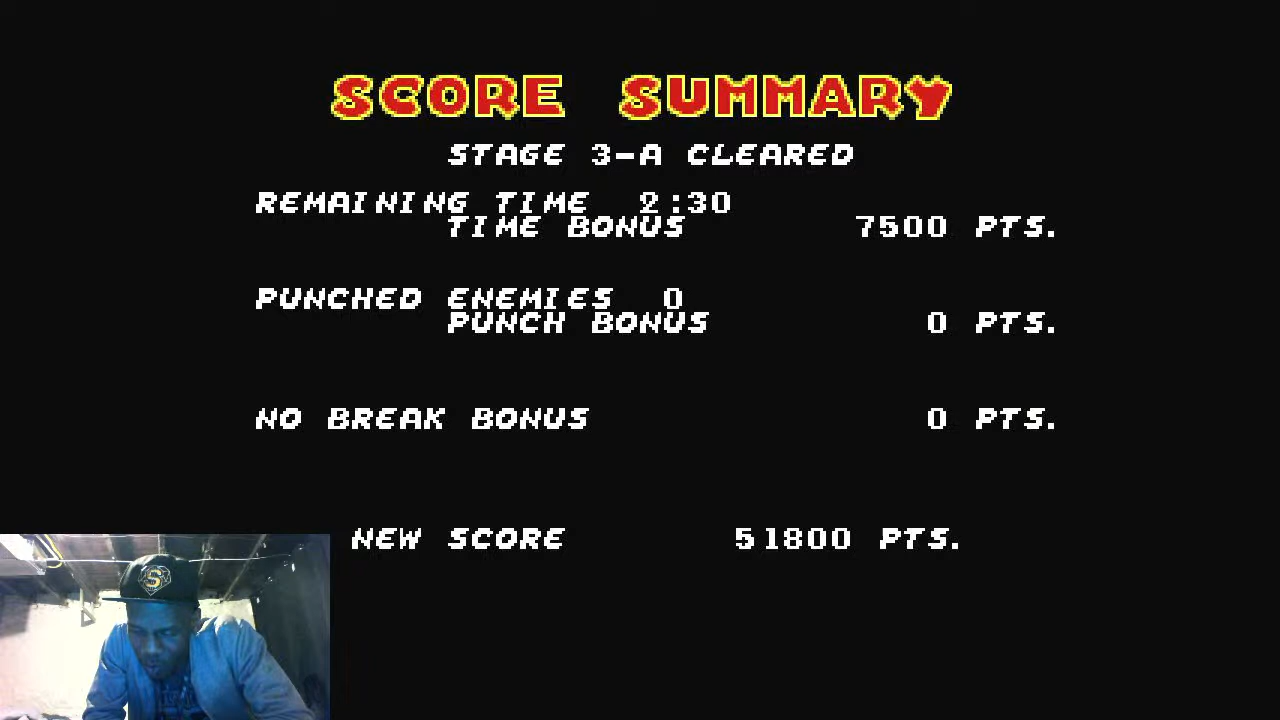 SCORE SUMMARY
STAGE 3-A CLEARED
REMAINING TIME 2:30
TIME BONUS 7500 PTS.
PUNCHED ENEMIES 0
PUNCH BONUS 0 PTS.
NO BREAK BONUS 0 PTS.
NEW SCORE 51800 PTS.
S